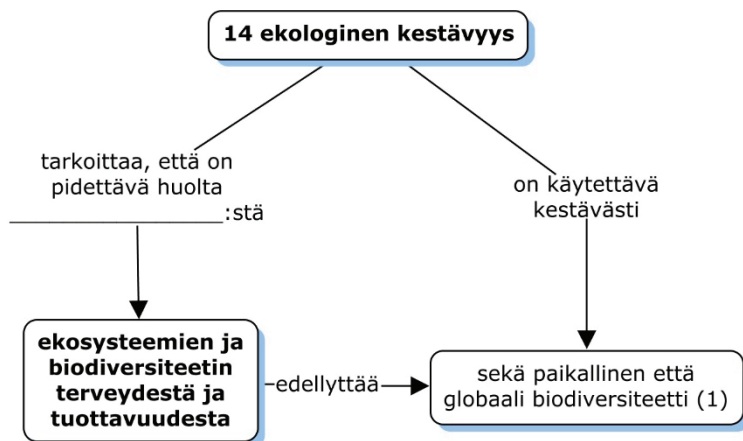 14 ekologinen kestävyys
tarkoittaa, että on
pidettävä huolta
___________________:stä
on käytettävä
kestävästi
ekosysteemien ja
biodiversiteetin
terveydestä ja
tuottavuudesta
edellyttää
sekä paikallinen että
globaali biodiversiteetti (1)